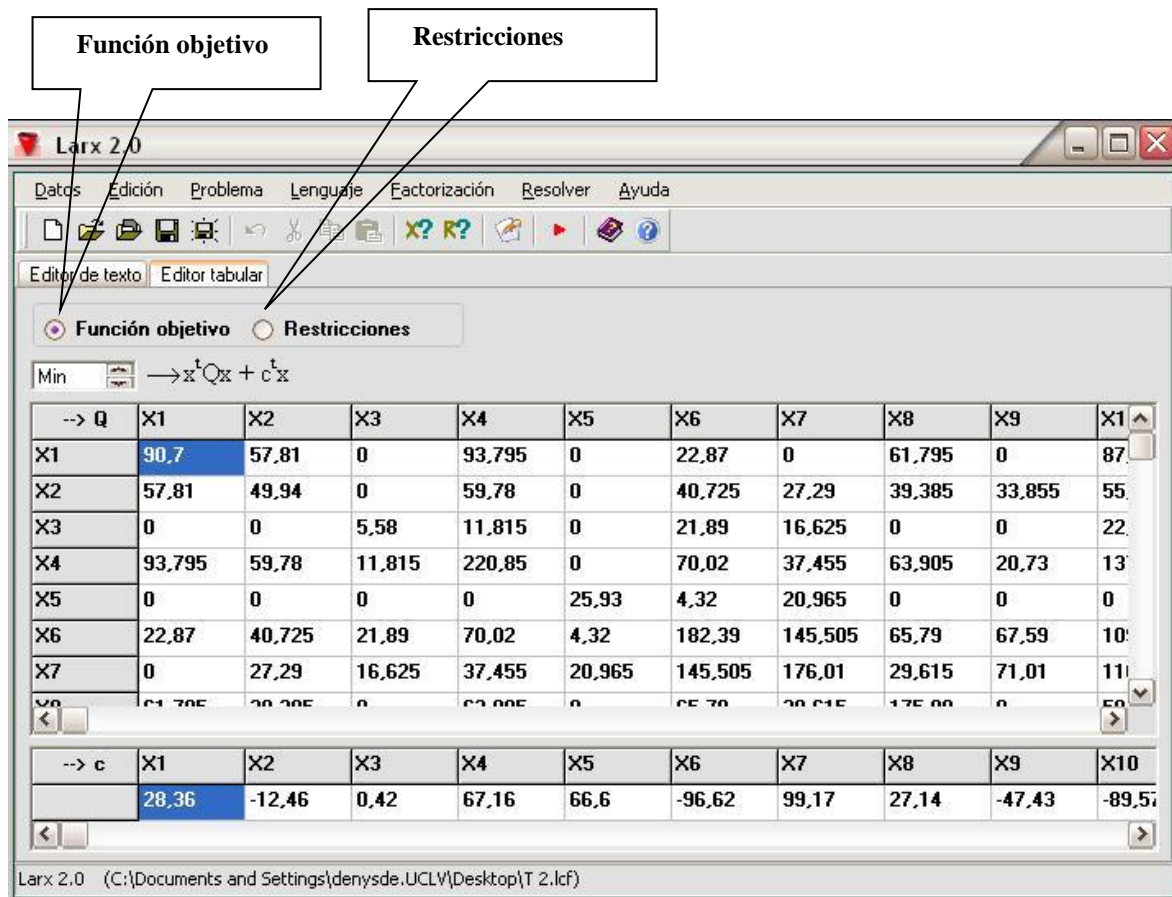 Función objetivo
Restricciones
Larx 2.0
Datos Edición Problema Lenguaje Factorización Resolver Ayuda
X? R?
Editor de texto Editor tabular
Función objetivo Restricciones
Min →xᵗQx + cᵗx
--> Q X1 X2 X3 X4 X5 X6 X7 X8 X9
X1 90,7 57,81 0 93,795 0 22,87 0 61,795 0
X2 57,81 49,94 0 59,78 0 40,725 27,29 39,385 33,855
X3 0 0 5,58 11,815 0 21,89 16,625 0 0
X4 93,795 59,78 11,815 220,85 0 70,02 37,455 63,905 20,73
X5 0 0 0 0 25,93 4,32 20,965 0 0 0
X6 22,87 40,725 21,89 70,02 4,32 182,39 145,505 65,79 67,59
X7 0 27,29 16,625 37,455 20,965 145,505 176,01 29,615 71,01
--> c X1 X2 X3 X4 X5 X6 X7 X8 X9 X10
28,36 -12,46 0,42 67,16 66,6 -96,62 99,17 27,14 -47,43
Larx 2.0 (C:\Documents and Settings\denysde.UCLV\Desktop\T 2.lcf)